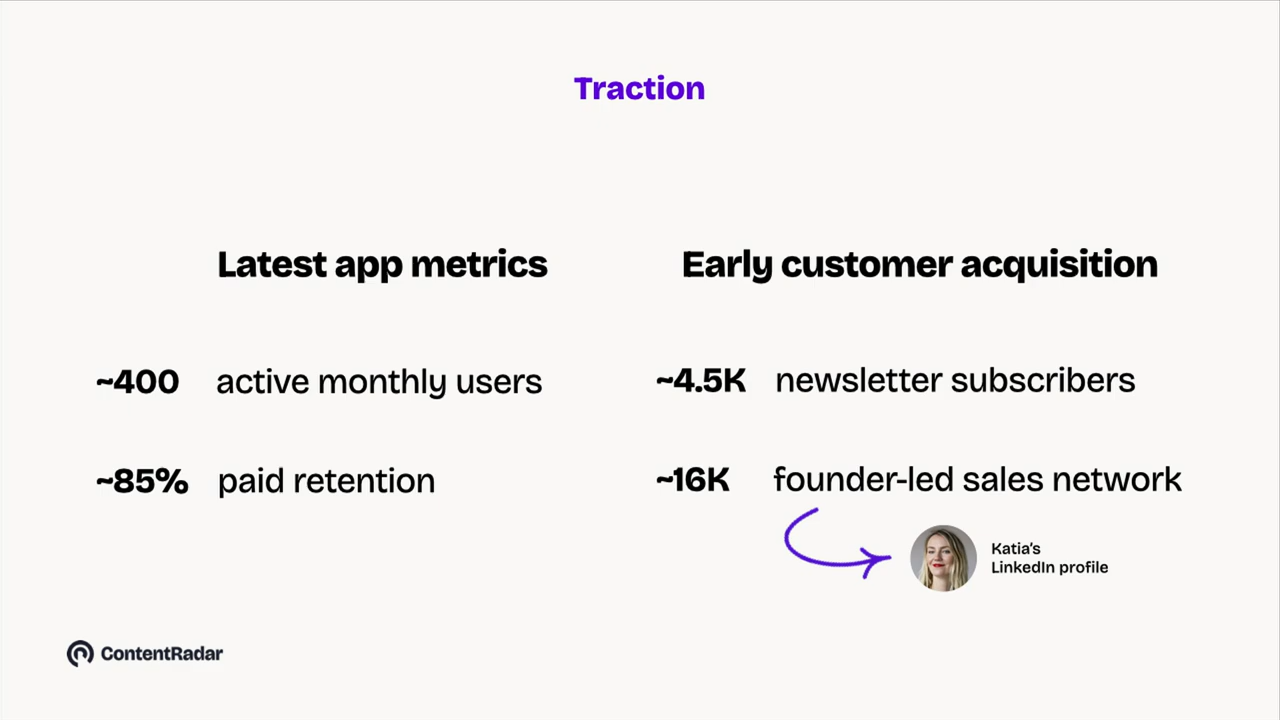 Traction
Latest app metrics
~400 active monthly users
~85% paid retention
Early customer acquisition
~4.5K newsletter subscribers
~16K founder-led sales network
Katia’s
LinkedIn profile
ContentRadar